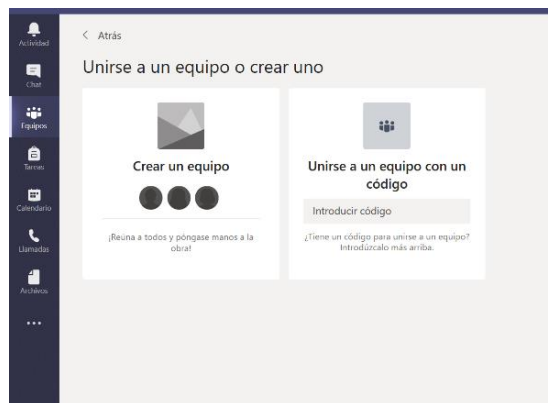 Actividad
Chat
Equipos
Tareas
Calendario
Llamadas
Archivos
< Atrás
Unirse a un equipo o crear uno
Crear un equipo
¡Reúna a todos y póngase manos a la
obra!
Unirse a un equipo con un
código
Introducir código
¿Tiene un código para unirse a un equipo?
Introdúzcalo más arriba.